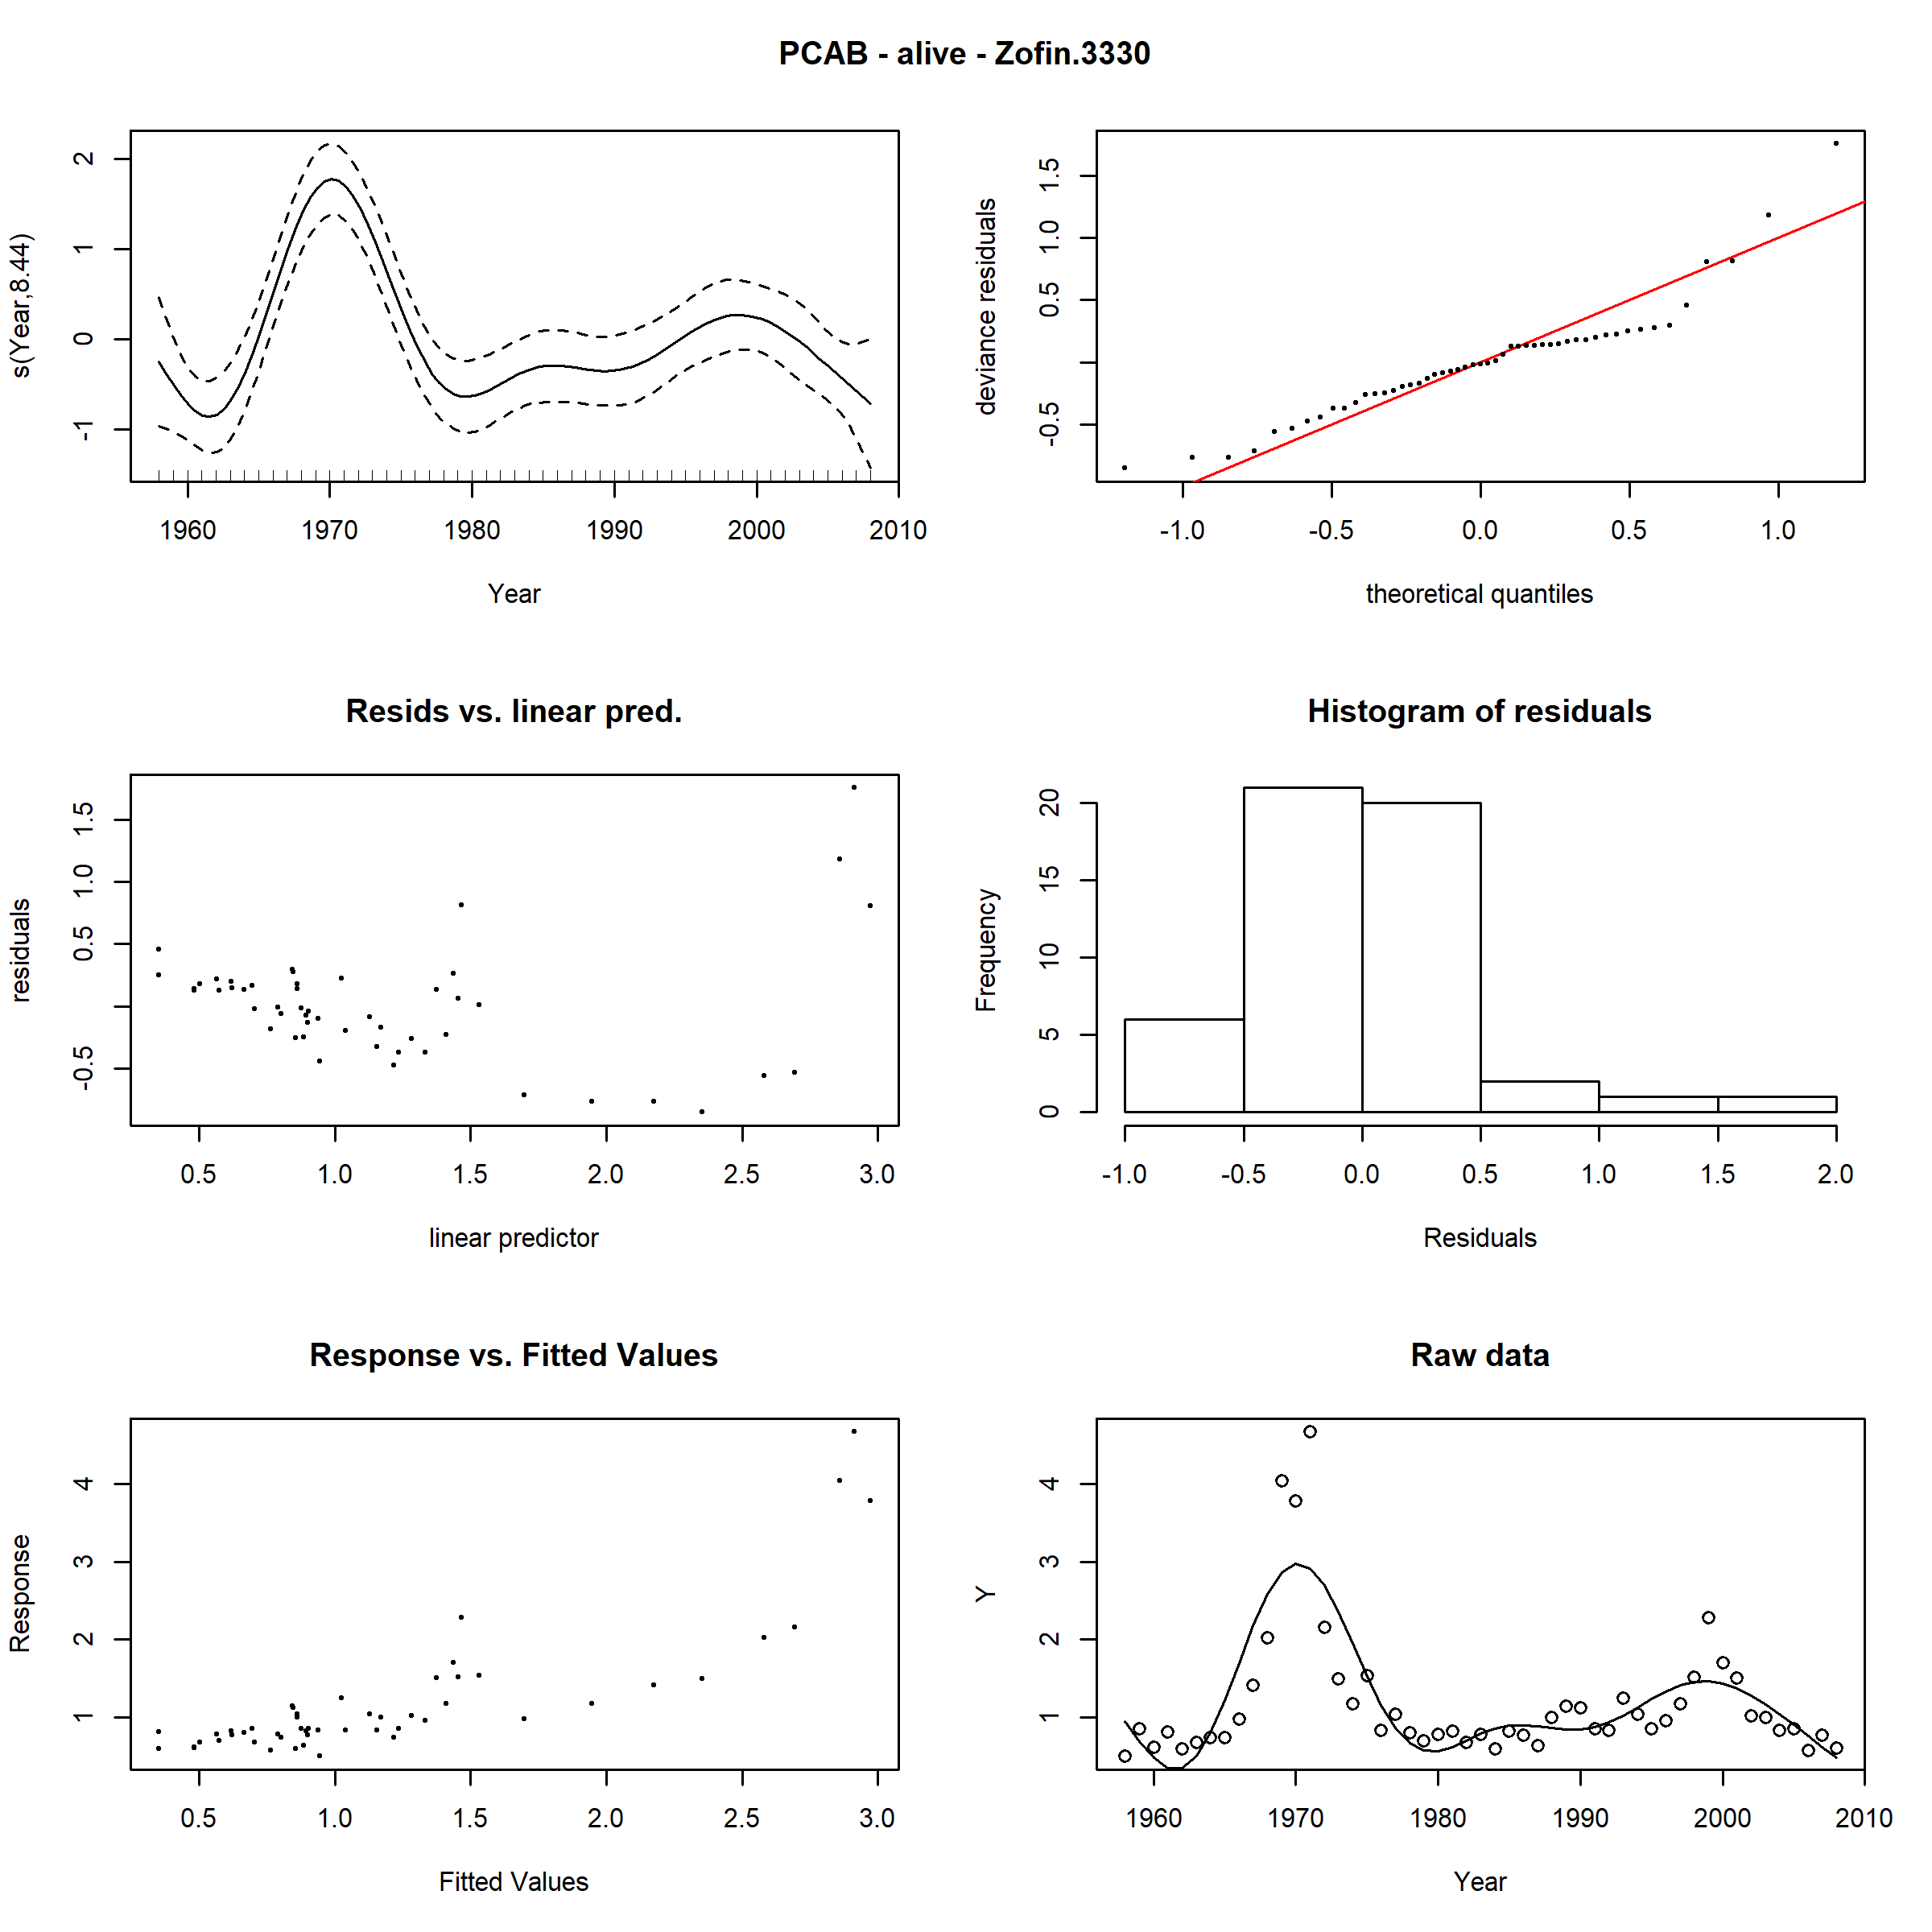 PCAB - alive - Zofin.3330
s(Year,8.44)
2
1
0
-1
1960 1970 1980 1990 2000 2010
Year
deviance residuals
1.5
1.0
0.5
-0.5
-1.0 -0.5 0.0 0.5 1.0
theoretical quantiles
Resids vs. linear pred.
residuals
1.5
1.0
0.5
-0.5
0.5 1.0 1.5 2.0 2.5 3.0
linear predictor
Histogram of residuals
Frequency
20
15
10
5
0
-1.0 -0.5 0.0 0.5 1.0 1.5 2.0
Residuals
Response vs. Fitted Values
Response
4
3
2
1
0.5 1.0 1.5 2.0 2.5 3.0
Fitted Values
Raw data
Y
4
3
2
1
1960 1970 1980 1990 2000 2010
Year